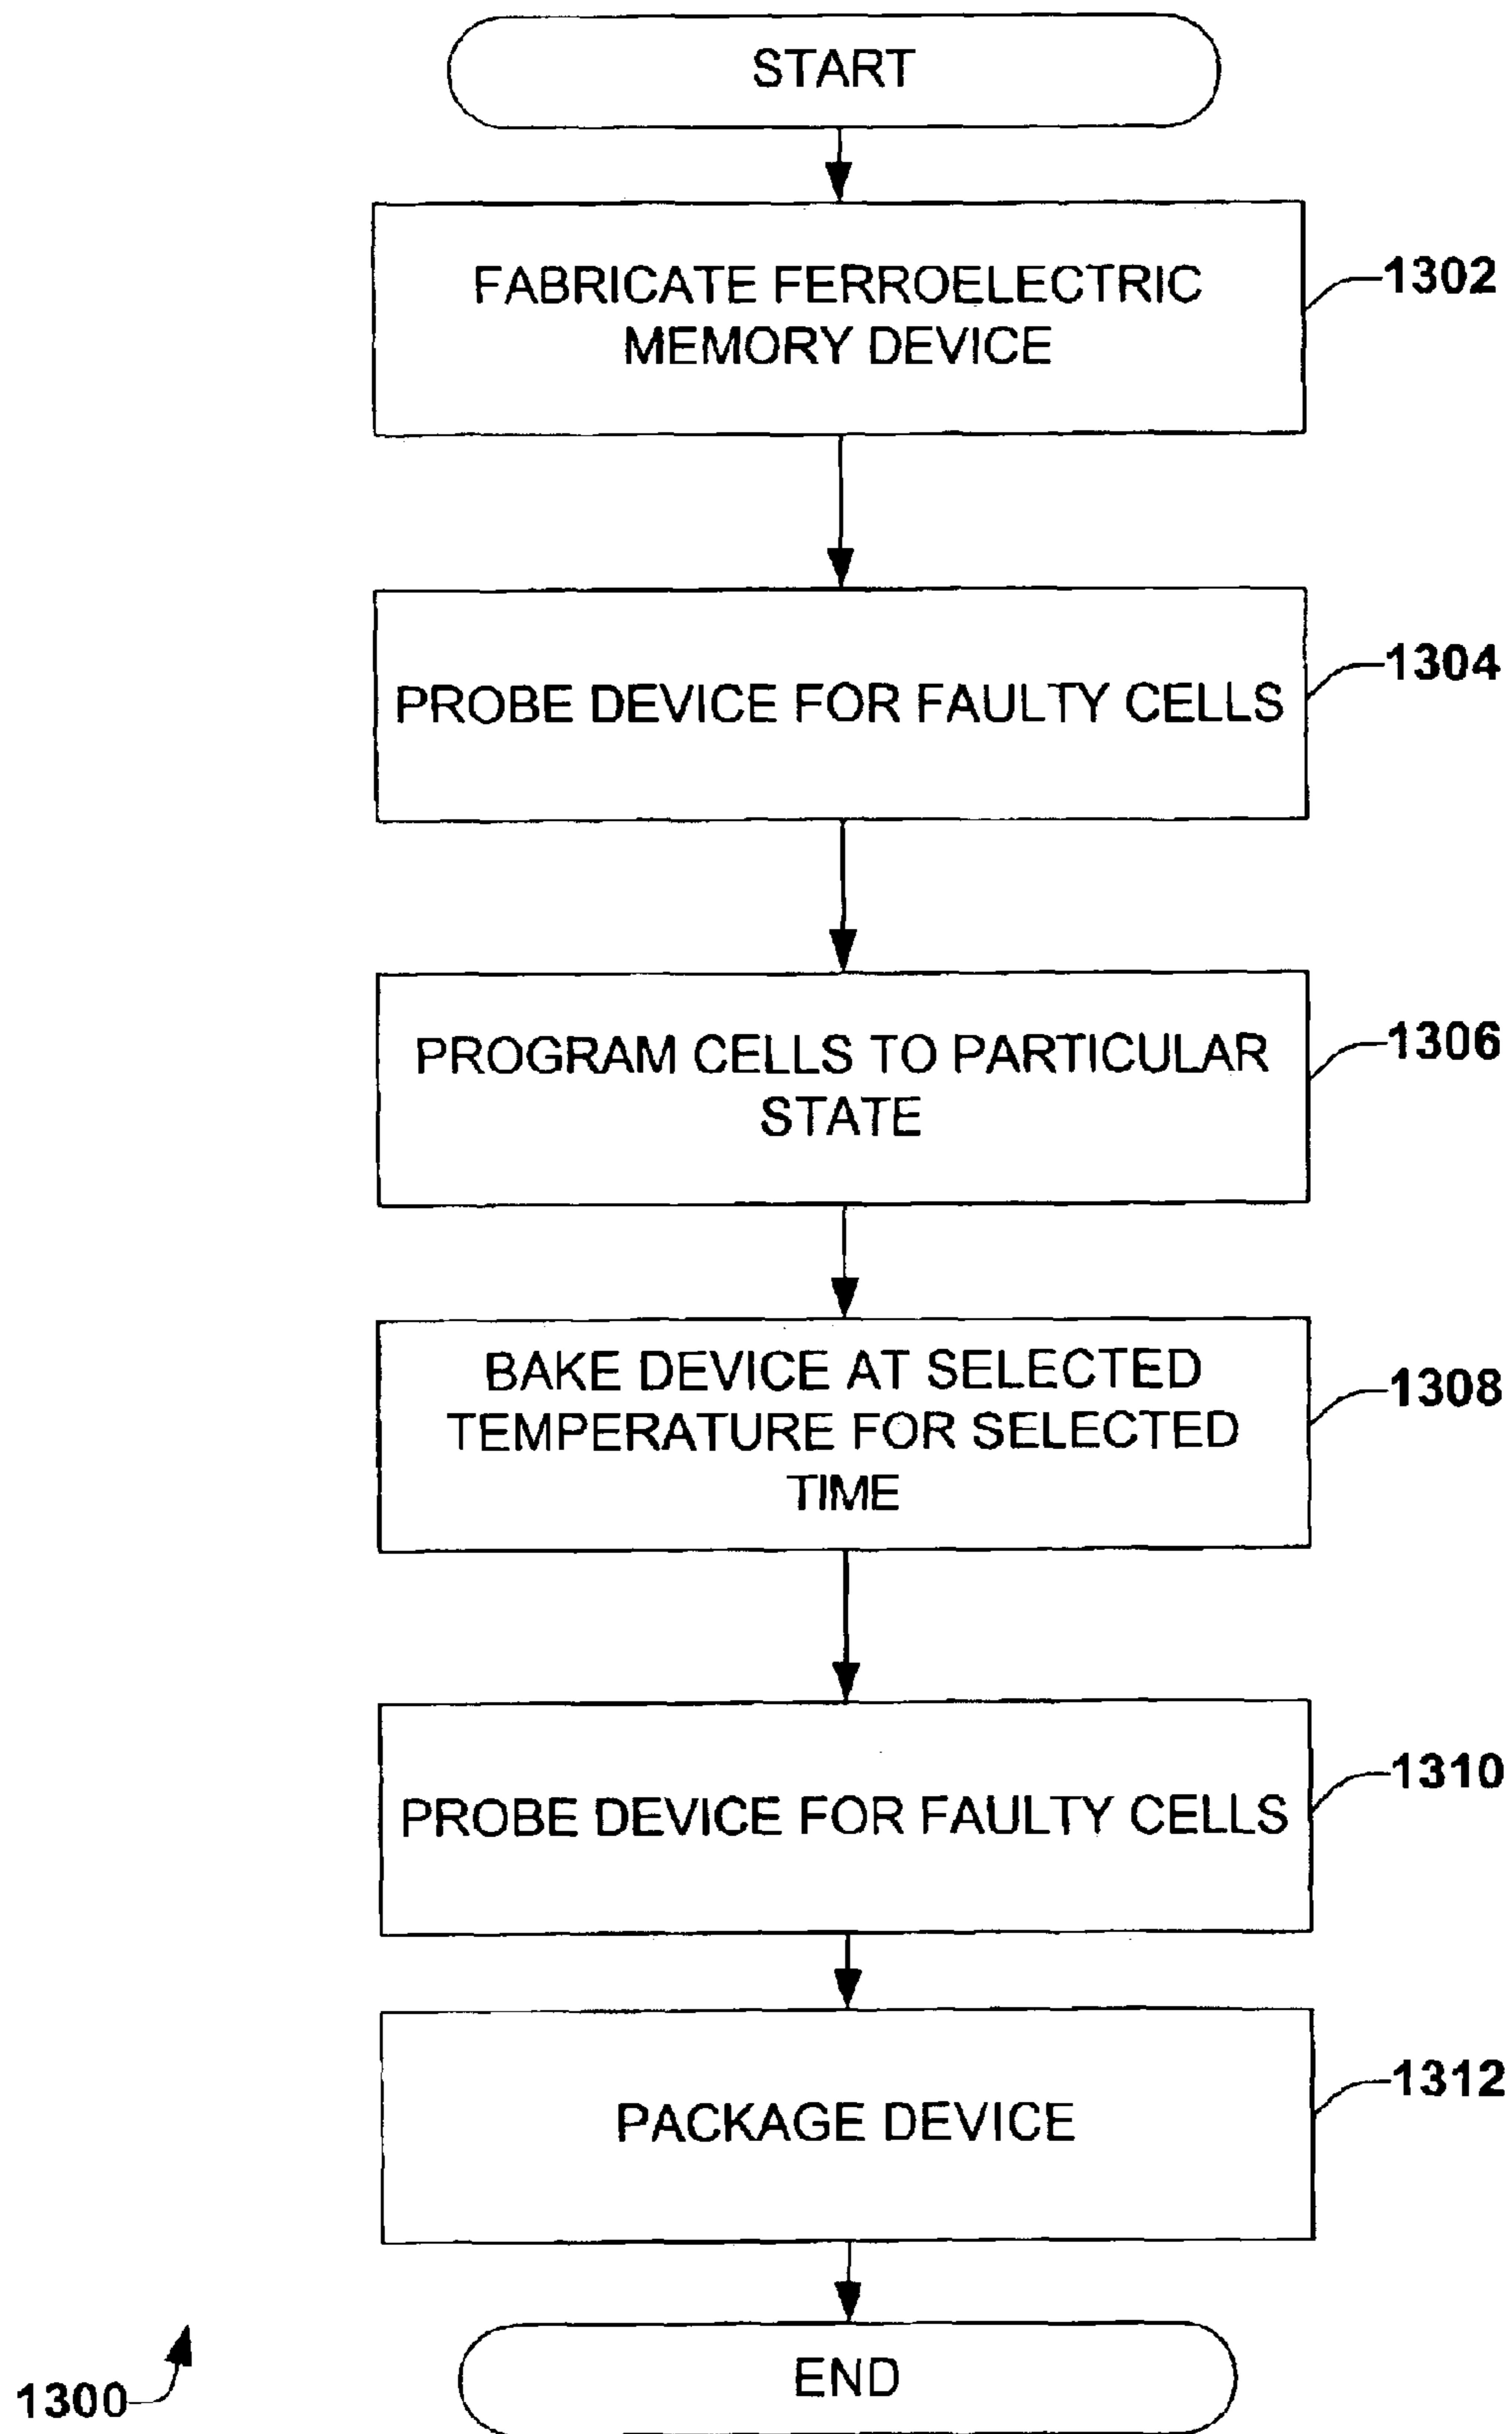 START
FABRICATE FERROELECTRIC
MEMORY DEVICE
1302
PROBE DEVICE FOR FAULTY CELLS
1304
PROGRAM CELLS TO PARTICULAR
STATE
1306
BAKE DEVICE AT SELECTED
TEMPERATURE FOR SELECTED
TIME
1308
PROBE DEVICE FOR FAULTY CELLS
1310
PACKAGE DEVICE
1312
END
1300